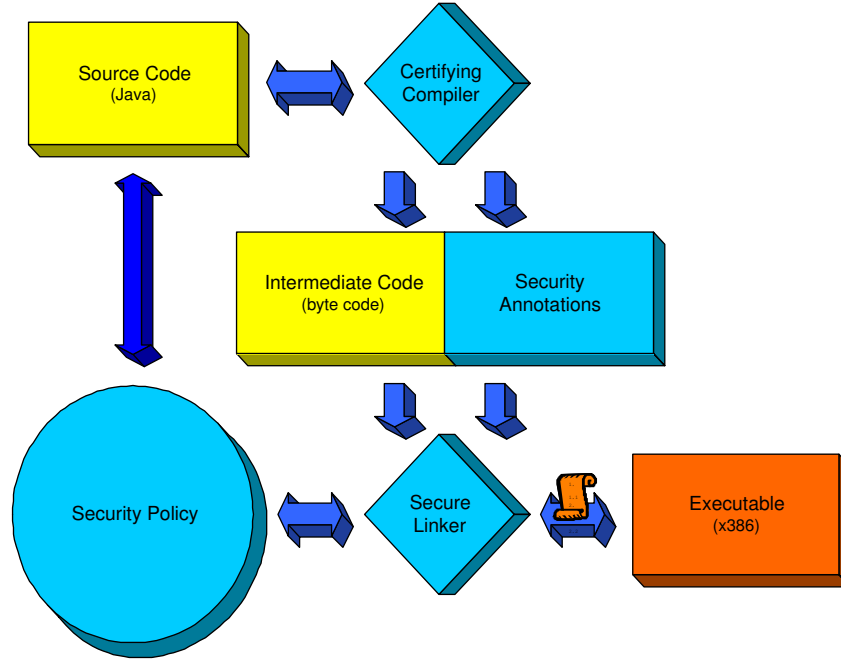 Source Code
(Java)
Certifying
Compiler
Intermediate Code
(byte code)
Security
Annotations
Security Policy
Secure
Linker
Executable
(x386)